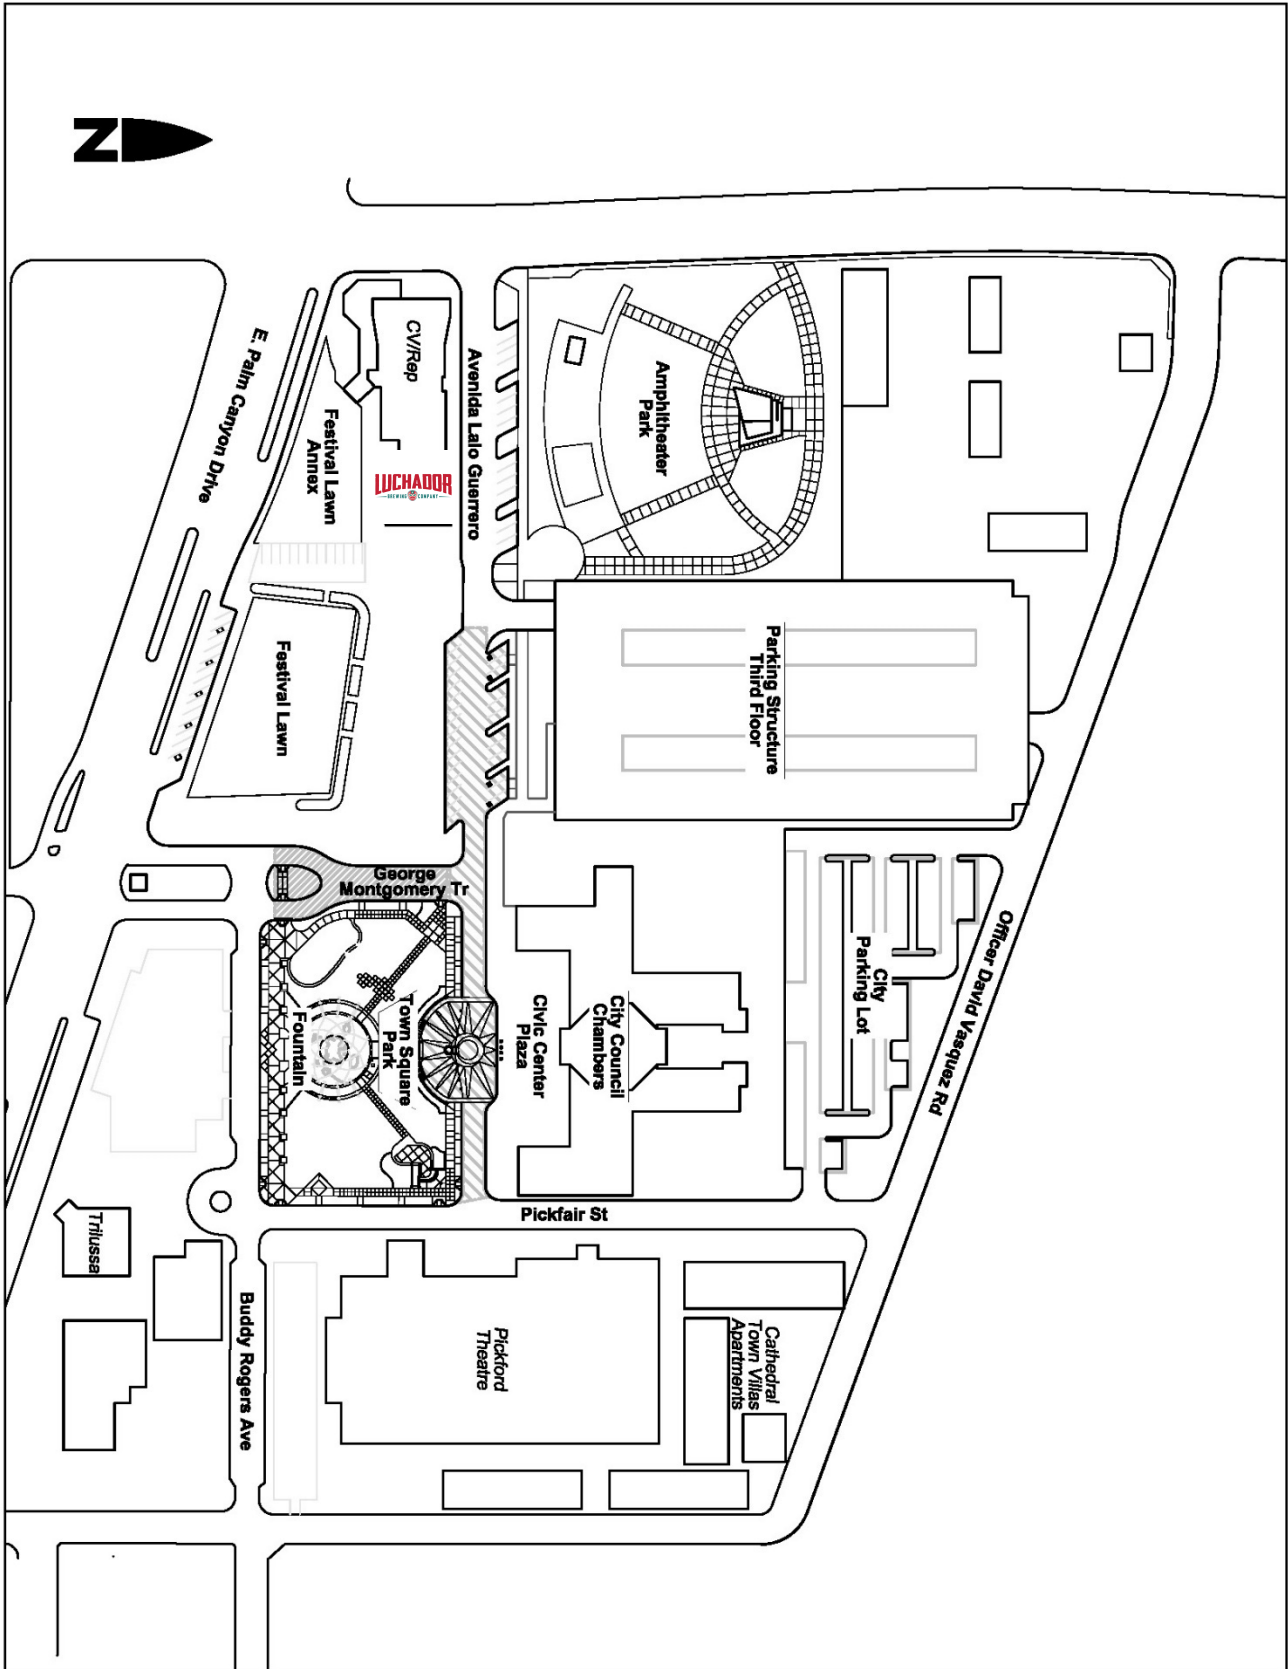 N
E. Palm Canyon Drive
CV/Rep
Avenida Lalo Guerrero
Festival Lawn
Annex
LUCHADOR
BREWING COMPANY
Amphitheater
Park
Parking Structure
Third Floor
Festival Lawn
George
Montgomery Tr
Officer David Vasquez Rd
City
Parking Lot
City Council
Chambers
Civic Center
Plaza
Town Square
Park
Fountain
Pickfair St
Trilussa
Buddy Rogers Ave
Pickford
Theatre
Cathedral
Town Villas
Apartments